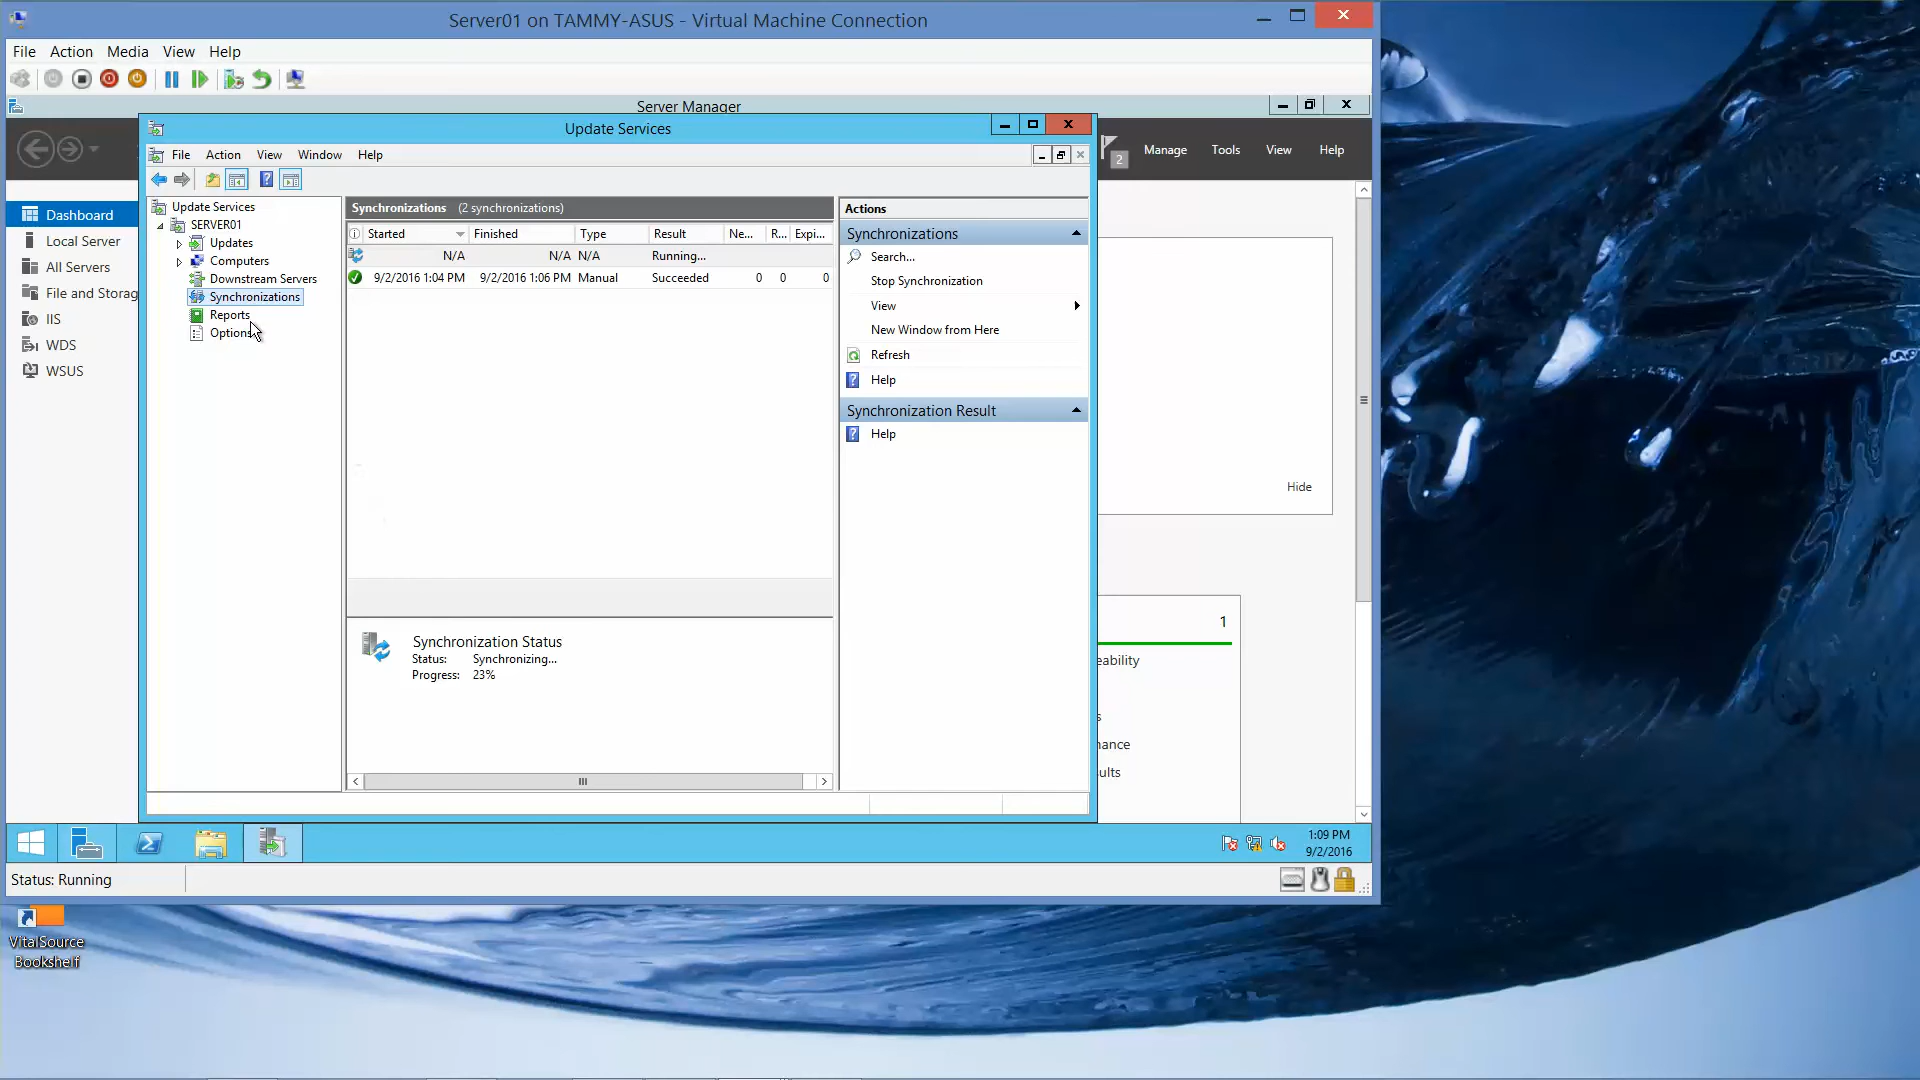 Server01 on TAMMY-ASUS - Virtual Machine Connection
File Action Media View Help
Server Manager
Update Services
2
Manage Tools View Help
File Action View Window Help
Dashboard
Local Server
All Servers
File and Storag
IIS
WDS
WSUS
Update Services
SERVER01
Updates
Computers
Downstream Servers
Synchronizations
Reports
Options
Synchronizations (2 synchronizations)
Started Finished Type Result Ne... R... Expi...
N/A N/A N/A Running...
9/2/2016 1:04 PM 9/2/2016 1:06 PM Manual Succeeded 0 0 0
Synchronization Status
Status: Synchronizing...
Progress: 23%
Actions
Synchronizations
Search...
Stop Synchronization
View
New Window from Here
Refresh
Help
Synchronization Result
Help
Hide
1
eability
s
nance
ults
1:09 PM
9/2/2016
Status: Running
VitalSource
Bookshelf